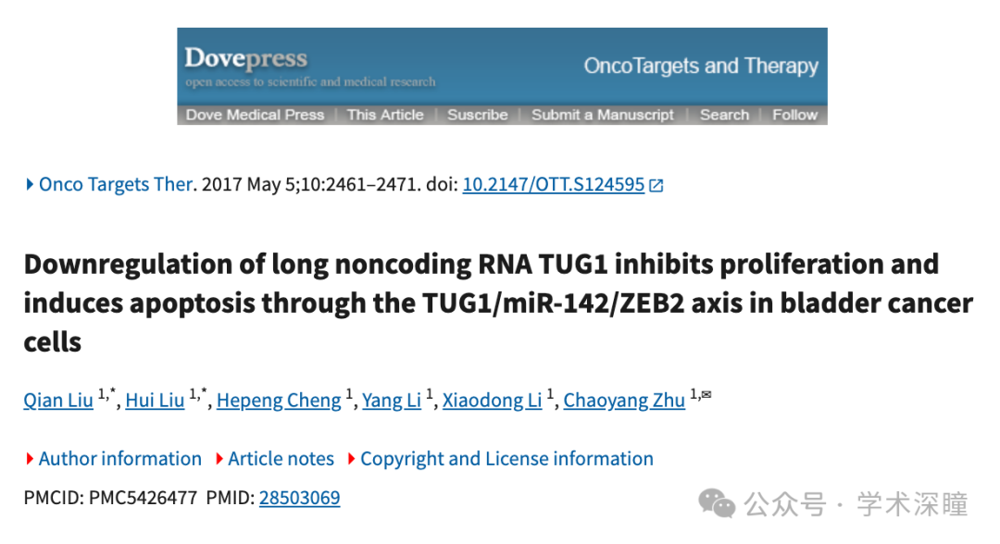 Dovepress
open access to scientific and medical research
OncoTargets and Therapy
Dove Medical Press | This Article | Suscribe | Submit a Manuscript | Search | Follow
Onco Targets Ther. 2017 May 5;10:2461–2471. doi: 10.2147/OTT.S124595
Downregulation of long noncoding RNA TUG1 inhibits proliferation and
induces apoptosis through the TUG1/miR-142/ZEB2 axis in bladder cancer
cells
Qian Liu 1,*, Hui Liu 1,*, Hepeng Cheng 1, Yang Li 1, Xiaodong Li 1, Chaoyang Zhu 1,✉
Author information Article notes Copyright and License information
PMCID: PMC5426477 PMID: 28503069
公众号 · 学术深瞳